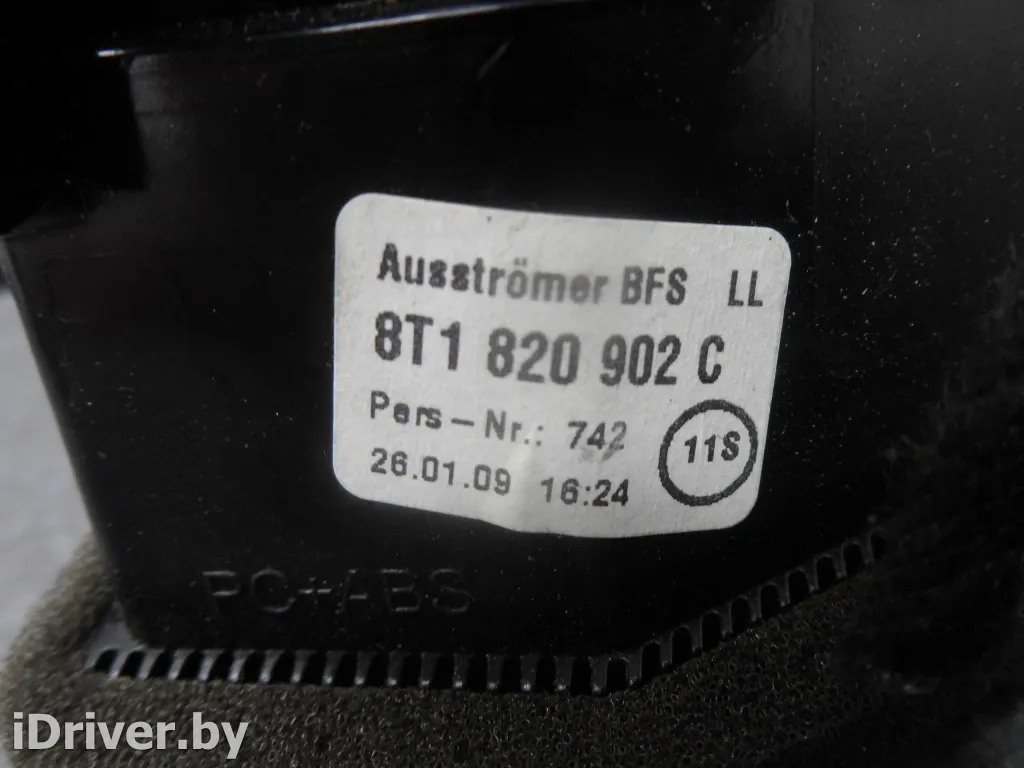 Ausströmer BFS LL
8T1 820 902 C
Pers-Nr.: 742
26.01.09 16:24
11S
PC+ABS
iDriver.by